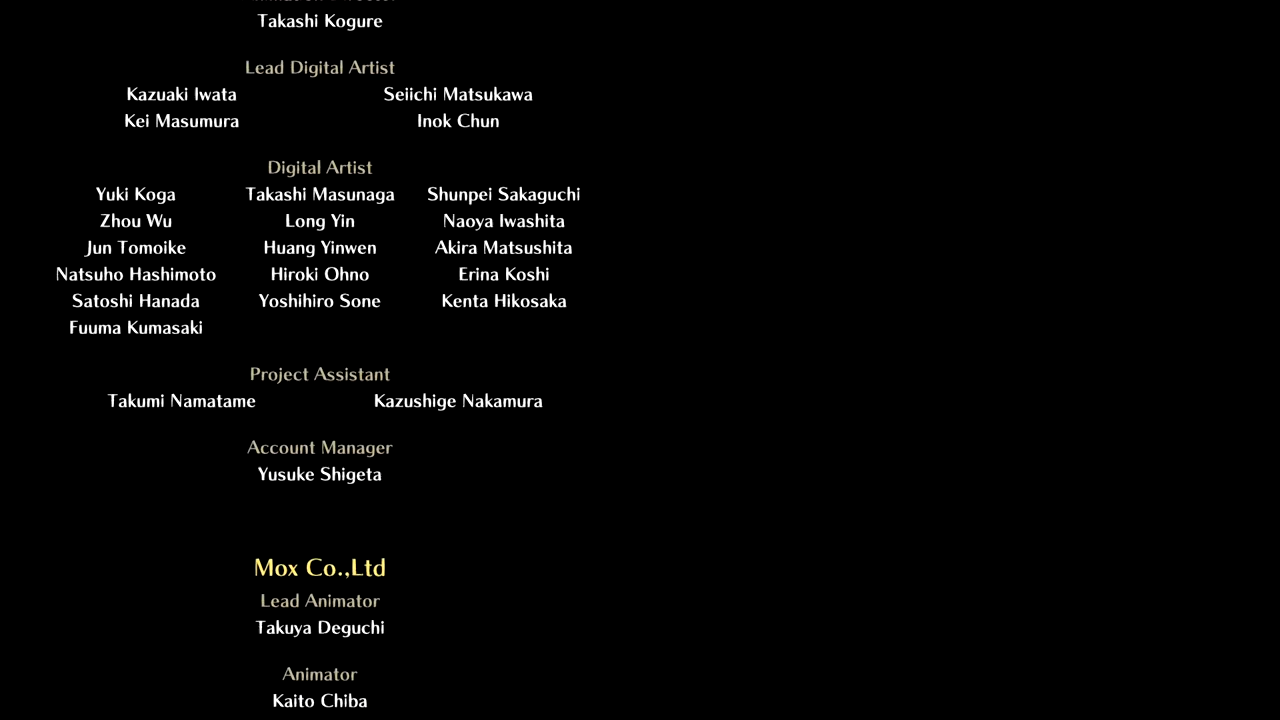 Takashi Kogure
Lead Digital Artist
Kazuaki Iwata Seiichi Matsukawa
Kei Masumura Inok Chun
Digital Artist
Yuki Koga Takashi Masunaga Shunpei Sakaguchi
Zhou Wu Long Yin Naoya Iwashita
Jun Tomoike Huang Yinwen Akira Matsushita
Natsuho Hashimoto Hiroki Ohno Erina Koshi
Satoshi Hanada Yoshihiro Sone Kenta Hikosaka
Fuuma Kumasaki
Project Assistant
Takumi Namatame Kazushige Nakamura
Account Manager
Yusuke Shigeta
Mox Co.,Ltd
Lead Animator
Takuya Deguchi
Animator
Kaito Chiba